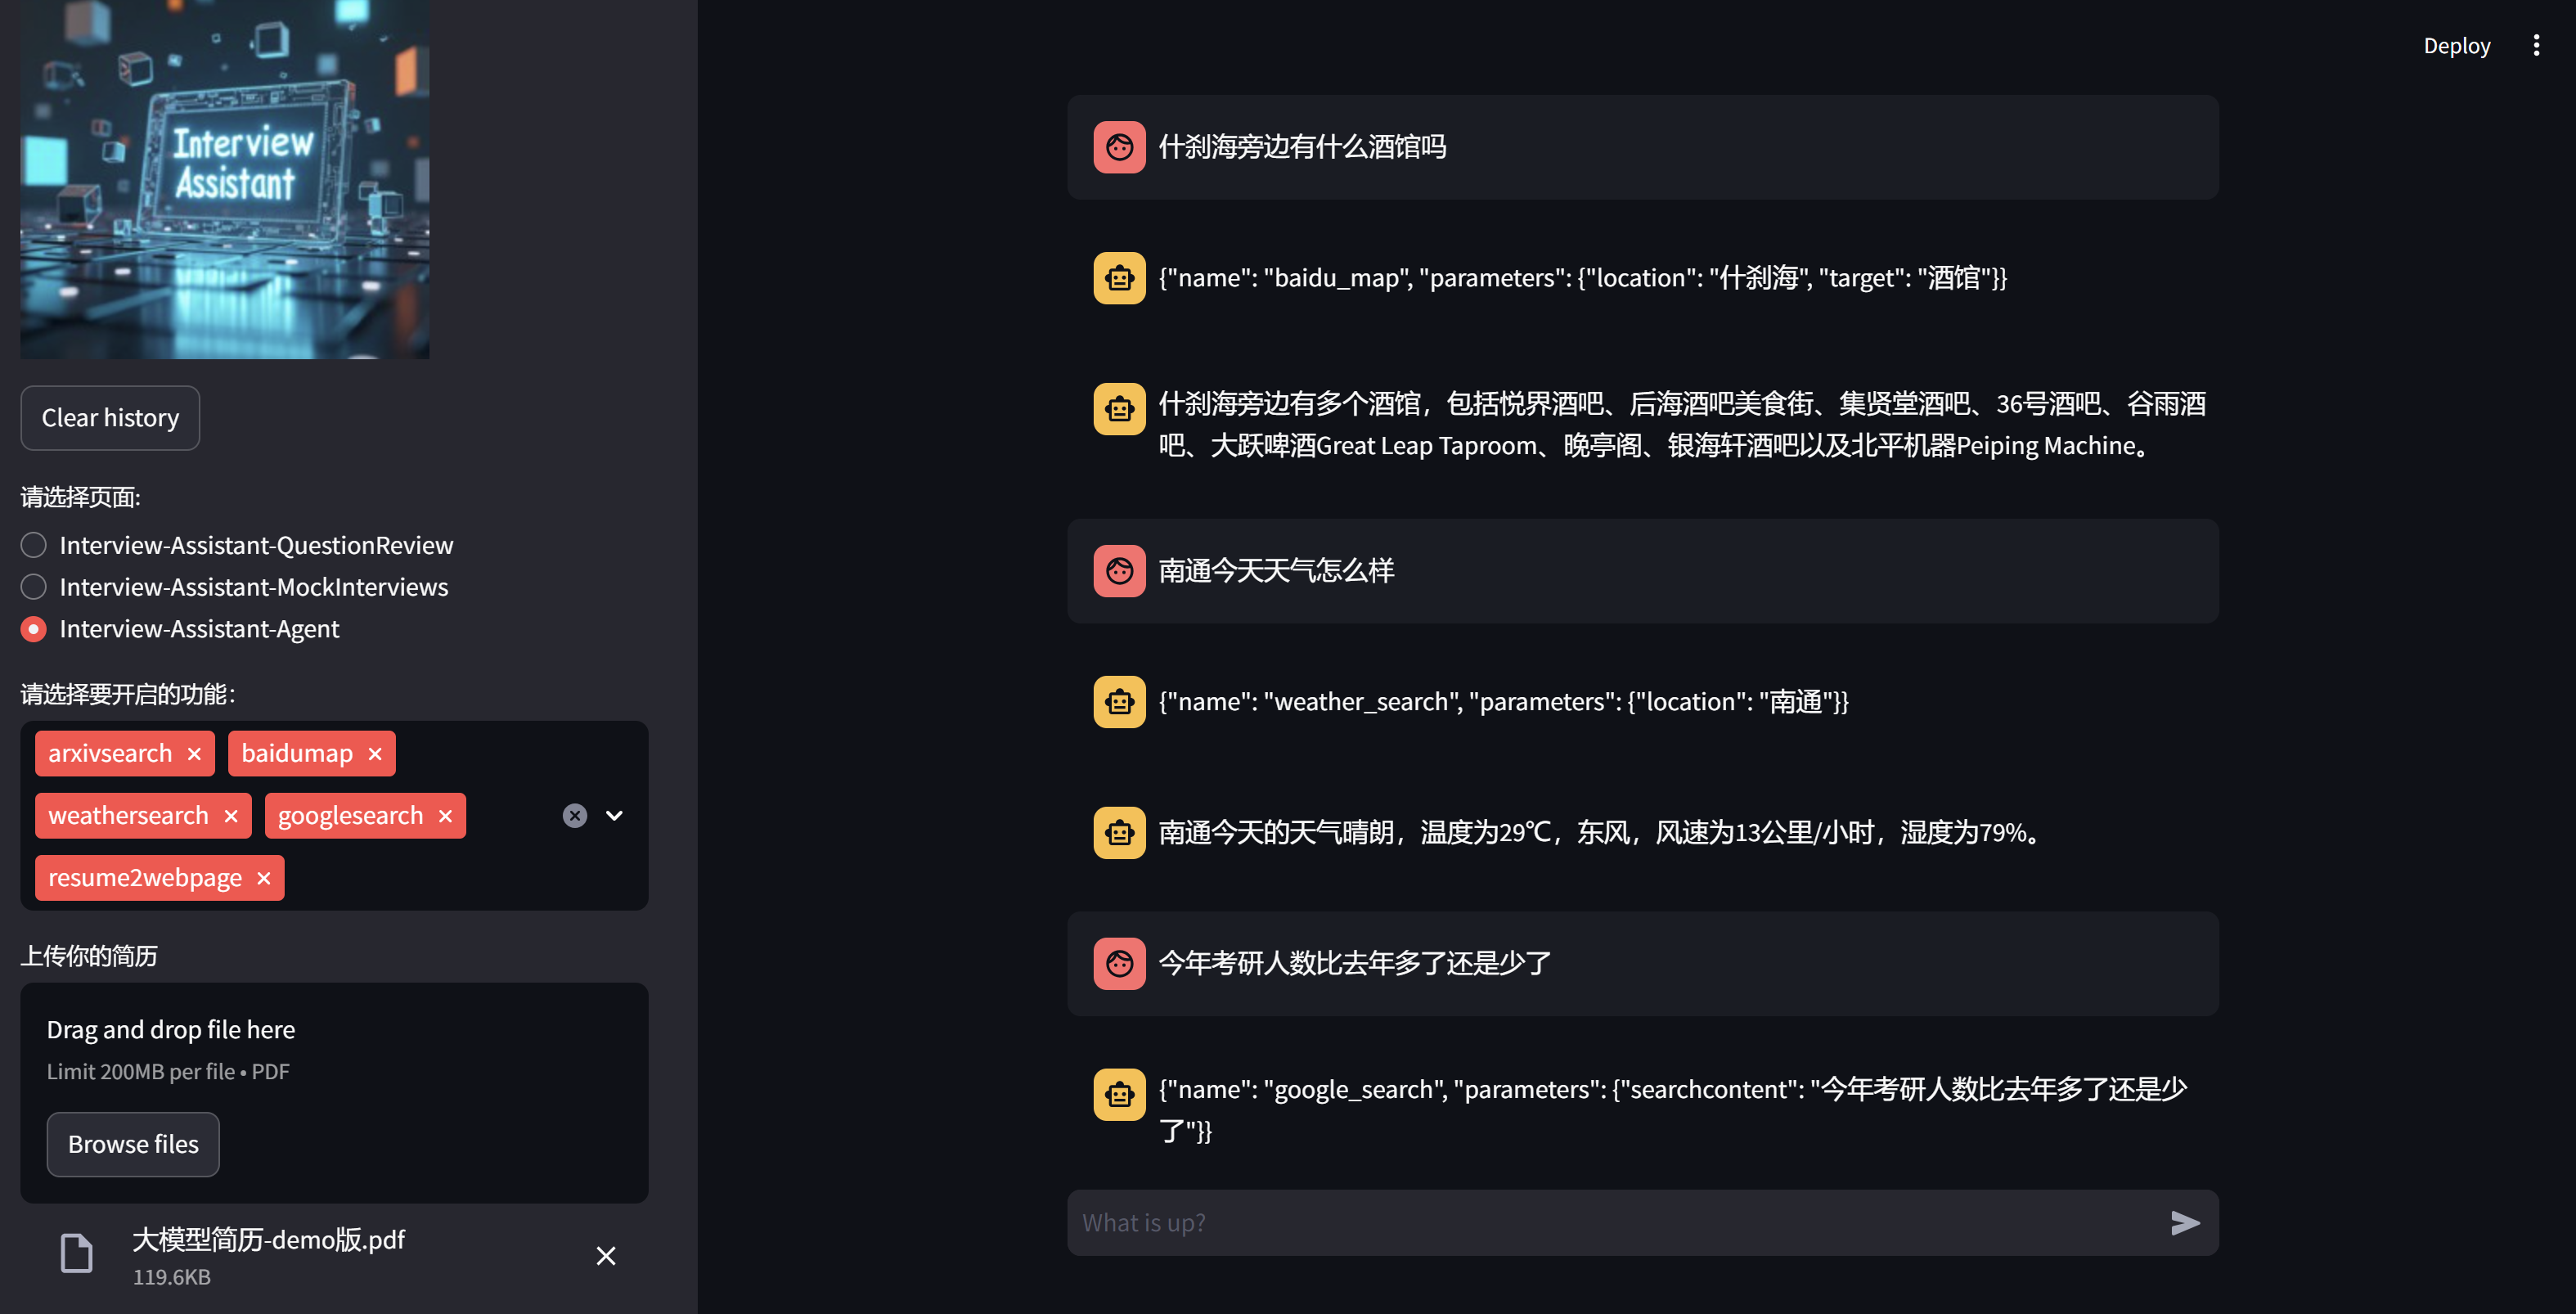 Interview
Assistant
Clear history
请选择页面:
Interview-Assistant-QuestionReview
Interview-Assistant-MockInterviews
Interview-Assistant-Agent
请选择要开启的功能：
arxivsearch
baidumap
weathersearch
googlesearch
resume2webpage
上传你的简历
Drag and drop file here
Limit 200MB per file • PDF
Browse files
大模型简历-demo版.pdf
119.6KB
Deploy
什刹海旁边有什么酒馆吗
{"name": "baidu_map", "parameters": {"location": "什刹海", "target": "酒馆"}}
什刹海旁边有多个酒馆，包括悦界酒吧、后海酒吧美食街、集贤堂酒吧、36号酒吧、谷雨酒
吧、大跃啤酒Great Leap Taproom、晚亭阁、银海轩酒吧以及北平机器Peiping Machine。
南通今天天气怎么样
{"name": "weather_search", "parameters": {"location": "南通"}}
南通今天的天气晴朗，温度为29℃，东风，风速为13公里/小时，湿度为79%。
今年考研人数比去年多了还是少了
{"name": "google_search", "parameters": {"searchcontent": "今年考研人数比去年多了还是少
了"}}
What is up?